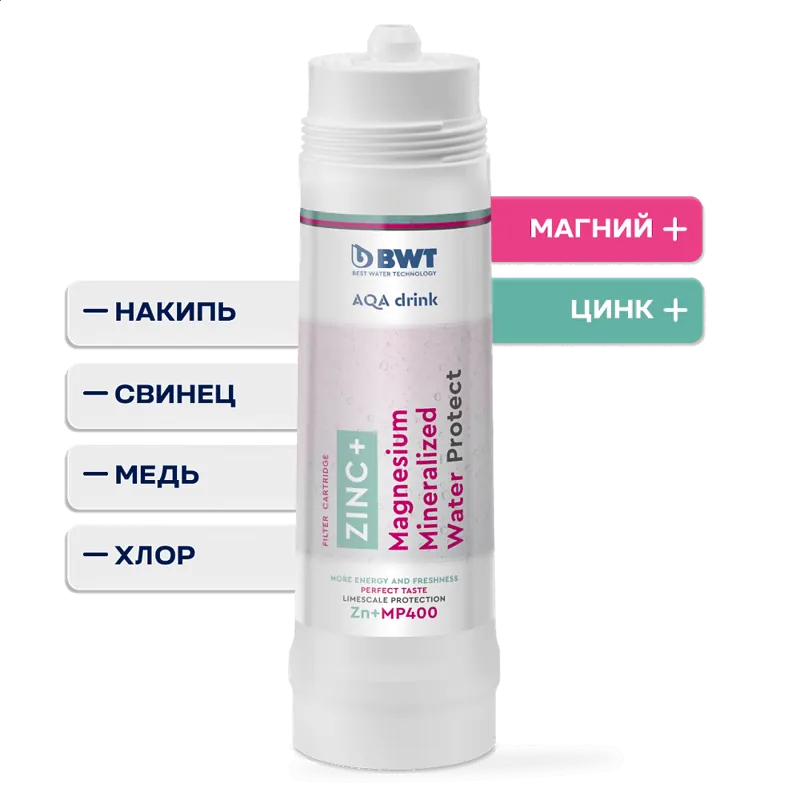 BWT
BEST WATER TECHNOLOGY
AQA drink
МАГНИЙ +
ЦИНК +
— НАКИПЬ
— СВИНЕЦ
— МЕДЬ
— ХЛОР
FILTER CARTRIDGE
ZINC+
Magnesium
Mineralized
Water Protect
MORE ENERGY AND FRESHNESS
PERFECT TASTE
LIMESCALE PROTECTION
Zn+MP400